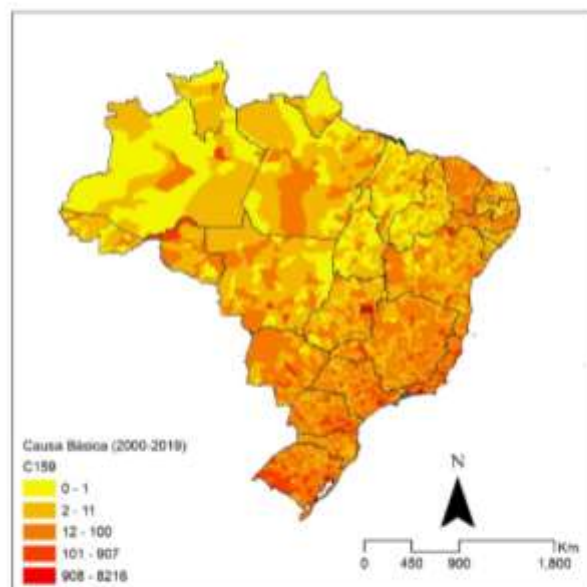 Causa Básica (2000-2019)
C159
0 - 1
2 - 11
12 - 100
101 - 907
908 - 8216
N
Km
0 450 900 1,800